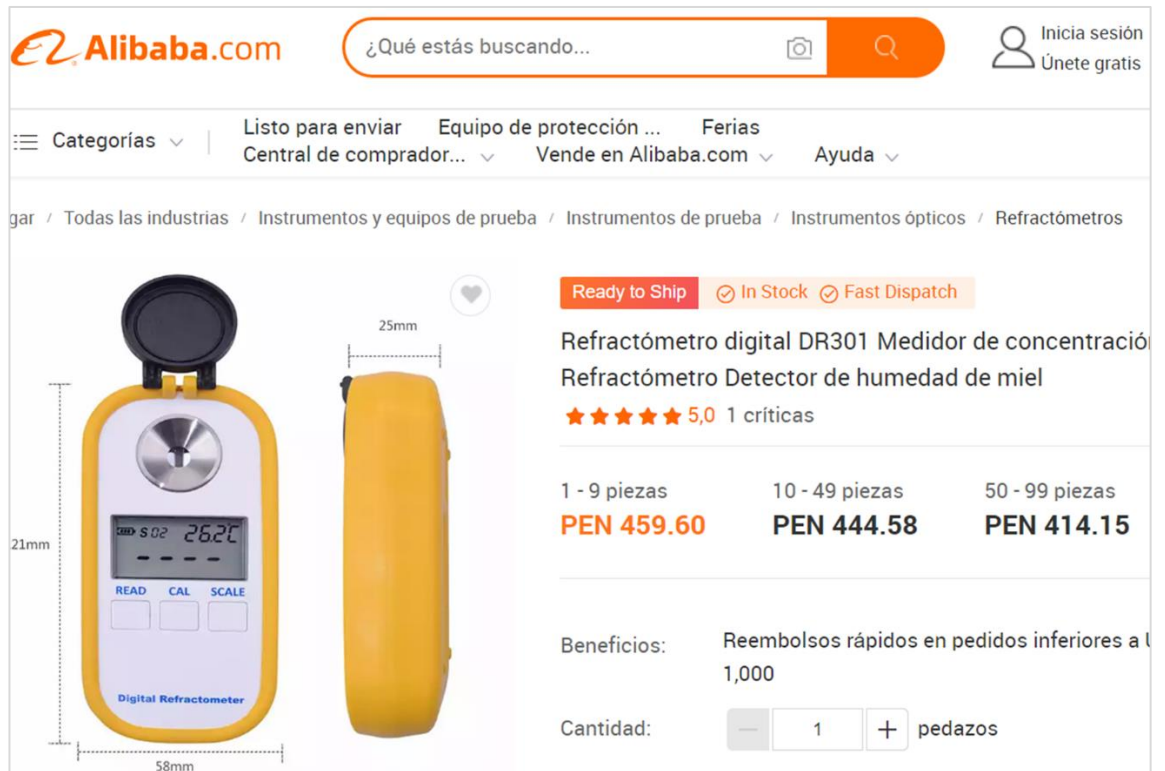 Alibaba.com
¿Qué estás buscando...
Inicia sesión
Únete gratis
Categorías
Listo para enviar Equipo de protección ... Ferias
Central de comprador... Vende en Alibaba.com Ayuda
gar / Todas las industrias / Instrumentos y equipos de prueba / Instrumentos de prueba / Instrumentos ópticos / Refractómetros
Ready to Ship In Stock Fast Dispatch
Refractómetro digital DR301 Medidor de concentració
Refractómetro Detector de humedad de miel
5,0 1 críticas
1 - 9 piezas 10 - 49 piezas 50 - 99 piezas
PEN 459.60 PEN 444.58 PEN 414.15
Beneficios: Reembolsos rápidos en pedidos inferiores a U
1,000
Cantidad: 1 + pedazos
25mm
21mm
S02 26.2℃
- - - -
READ CAL SCALE
Digital Refractometer
58mm